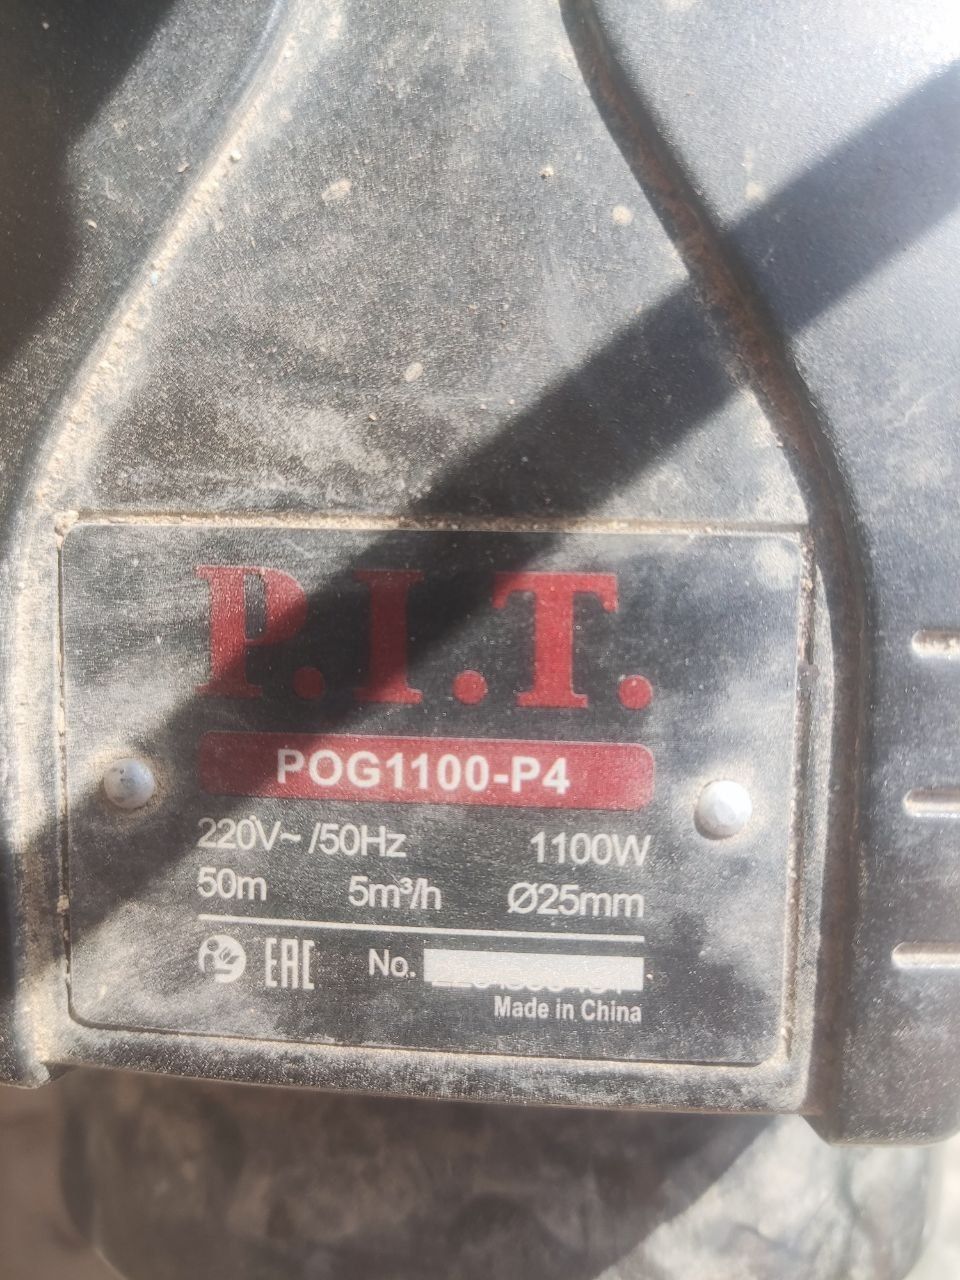 P.I.T.
POG1100-P4
220V~ /50Hz 1100W
50m 5m³/h Ø25mm
EAC No.
Made in China